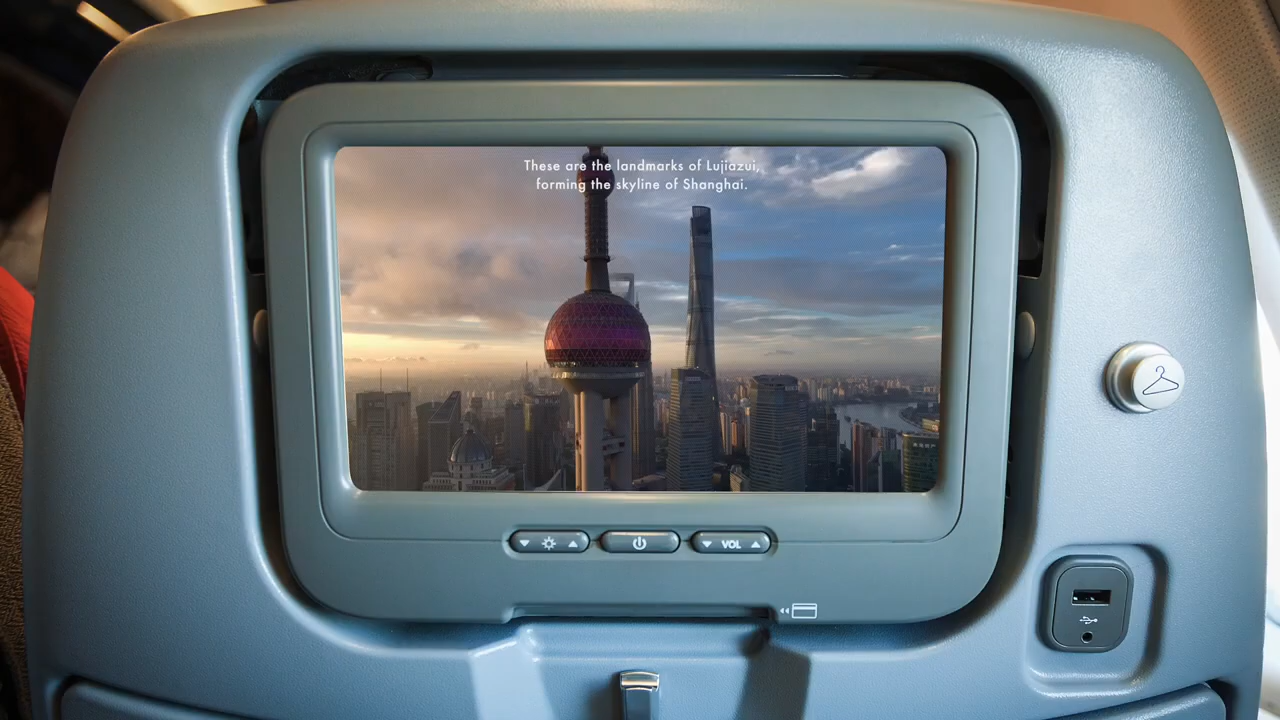 These are the landmarks of Lujiazui,
forming the skyline of Shanghai.
VOL